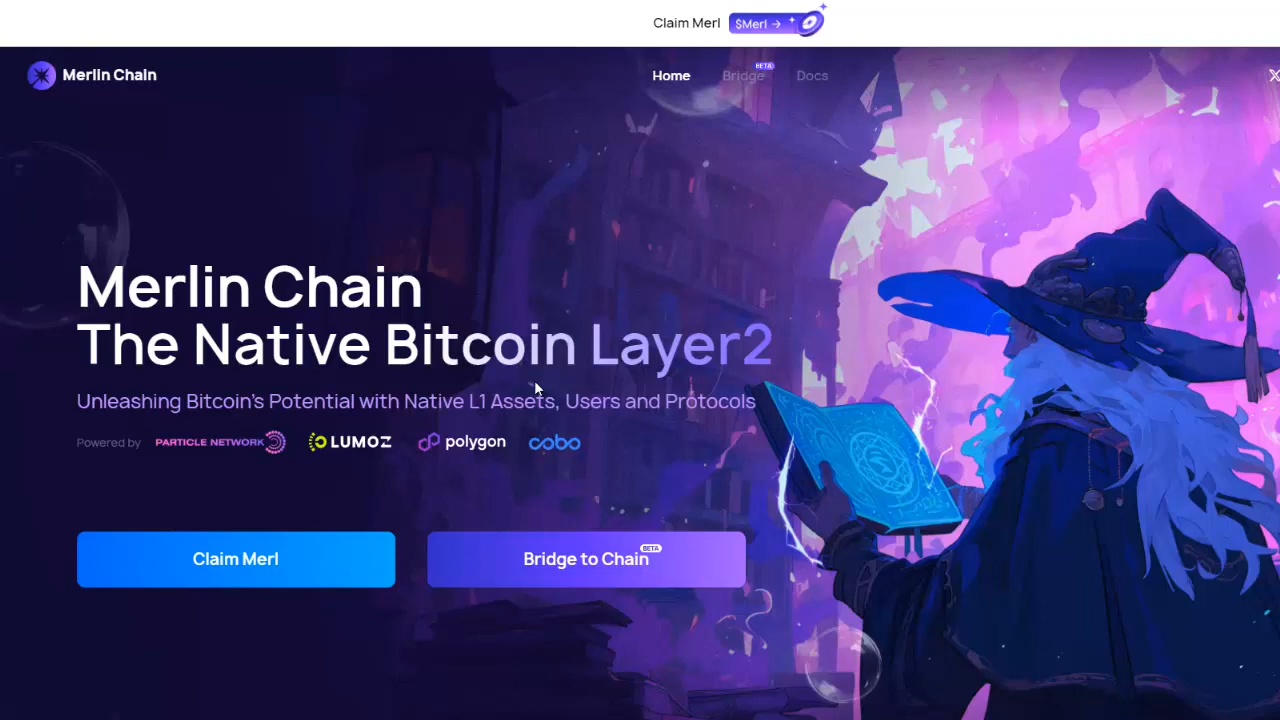 Claim Merl $Merl →
Merlin Chain
Home Bridge BETA Docs
Merlin Chain
The Native Bitcoin Layer2
Unleashing Bitcoin's Potential with Native L1 Assets, Users and Protocols
Powered by PARTICLE NETWORK LUMOZ polygon cobo
Claim Merl
Bridge to Chain BETA